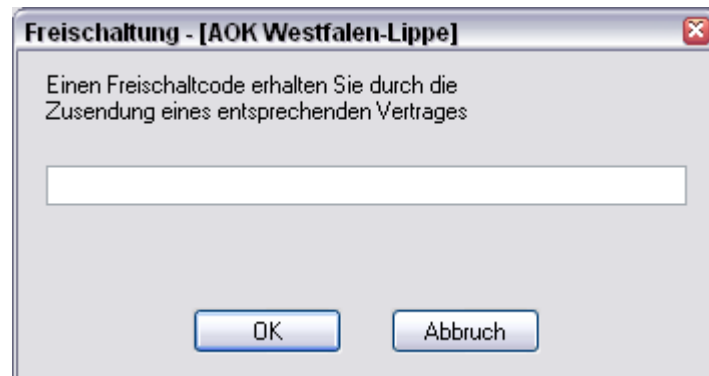 Freischaltung - [AOK Westfalen-Lippe]
Einen Freischaltcode erhalten Sie durch die
Zusendung eines entsprechenden Vertrages
OK
Abbruch